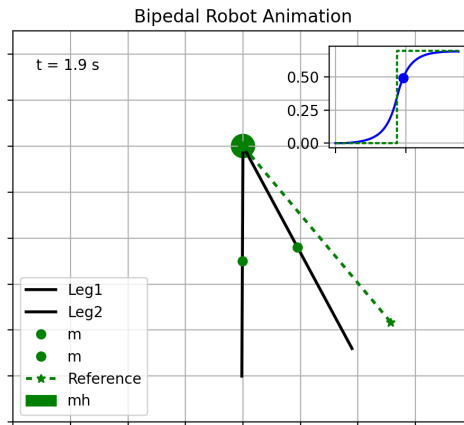 Bipedal Robot Animation
t = 1.9 s
0.50
0.25
0.00
Leg1
Leg2
m
m
Reference
mh